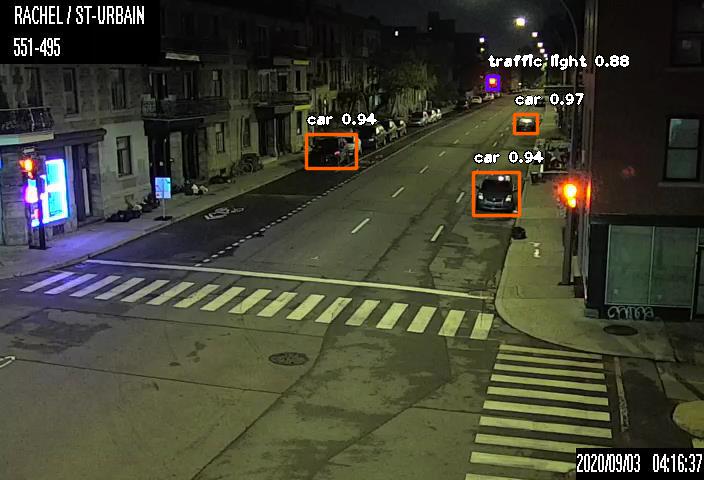 RACHEL / ST-URBAIN
551-495
traffic light 0.88
car 0.97
car 0.94
car 0.94
2020/09/03 04:16:37